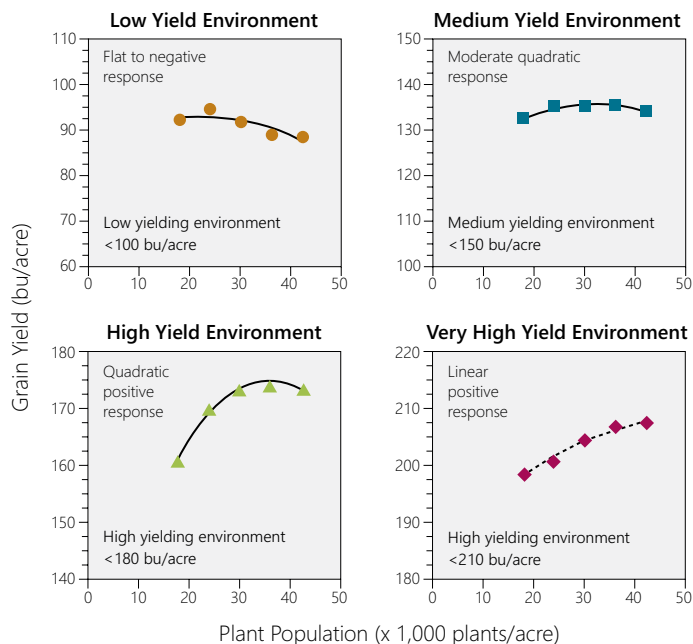 Low Yield Environment
110
100
90
80
70
60
Flat to negative
response
Low yielding environment
<100 bu/acre
0 10 20 30 40 50
Medium Yield Environment
150
140
130
120
110
100
Moderate quadratic
response
Medium yielding environment
<150 bu/acre
0 10 20 30 40 50
Grain Yield (bu/acre)
High Yield Environment
180
170
160
150
140
Quadratic
positive
response
High yielding environment
<180 bu/acre
0 10 20 30 40 50
Very High Yield Environment
220
210
200
190
180
Linear
positive
response
High yielding environment
<210 bu/acre
0 10 20 30 40 50
Plant Population (x 1,000 plants/acre)